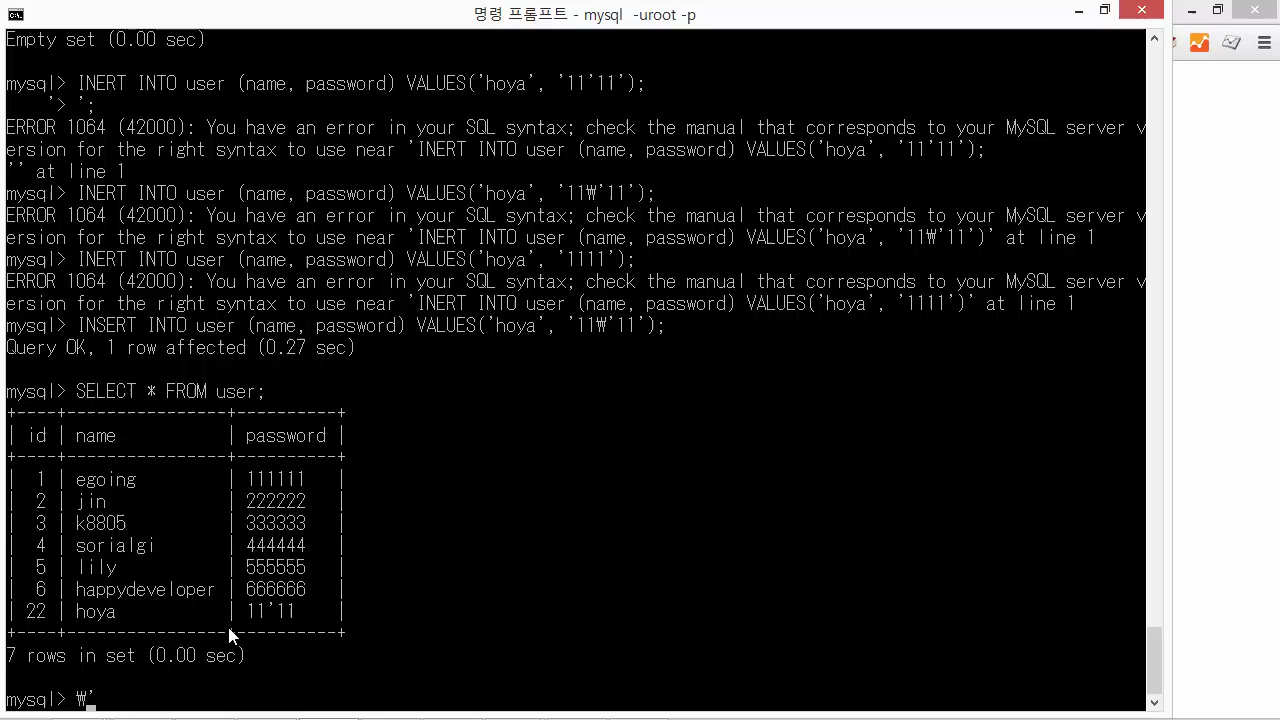 명령 프롬프트 - mysql  -uroot -p
Empty set (0.00 sec)
mysql> INERT INTO user (name, password) VALUES('hoya', '11'11');
    '> ';
ERROR 1064 (42000): You have an error in your SQL syntax; check the manual that corresponds to your MySQL server v
ersion for the right syntax to use near 'INERT INTO user (name, password) VALUES('hoya', '11'11');
'' at line 1
mysql> INERT INTO user (name, password) VALUES('hoya', '11₩'11');
ERROR 1064 (42000): You have an error in your SQL syntax; check the manual that corresponds to your MySQL server v
ersion for the right syntax to use near 'INERT INTO user (name, password) VALUES('hoya', '11₩'11')' at line 1
mysql> INERT INTO user (name, password) VALUES('hoya', '1111');
ERROR 1064 (42000): You have an error in your SQL syntax; check the manual that corresponds to your MySQL server v
ersion for the right syntax to use near 'INERT INTO user (name, password) VALUES('hoya', '1111')' at line 1
mysql> INSERT INTO user (name, password) VALUES('hoya', '11₩'11');
Query OK, 1 row affected (0.27 sec)
mysql> SELECT * FROM user;
+----+----------------+----------+
| id | name           | password |
+----+----------------+----------+
|  1 | egoing         | 111111   |
|  2 | jin            | 222222   |
|  3 | k8805          | 333333   |
|  4 | sorialgi       | 444444   |
|  5 | lily           | 555555   |
|  6 | happydeveloper | 666666   |
| 22 | hoya           | 11'11    |
+----+----------------+----------+
7 rows in set (0.00 sec)
mysql> ₩'